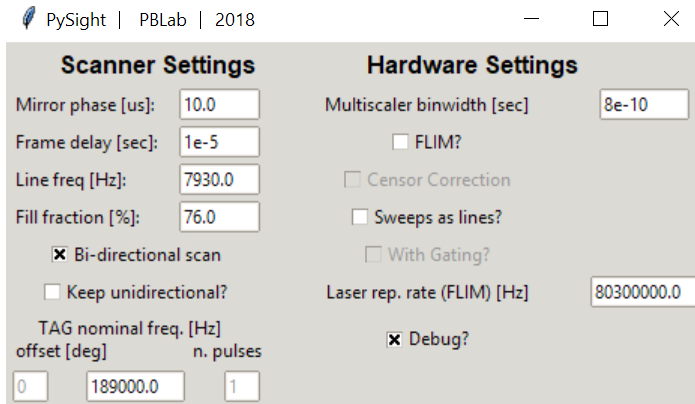 PySight | PBLab | 2018
Scanner Settings
Mirror phase [us]: 10.0
Frame delay [sec]: 1e-5
Line freq [Hz]: 7930.0
Fill fraction [%]: 76.0
Bi-directional scan
Keep unidirectional?
TAG nominal freq. [Hz]
offset [deg] n. pulses
0 189000.0 1
Hardware Settings
Multiscaler binwidth [sec] 8e-10
FLIM?
Censor Correction
Sweeps as lines?
With Gating?
Laser rep. rate (FLIM) [Hz] 80300000.0
Debug?